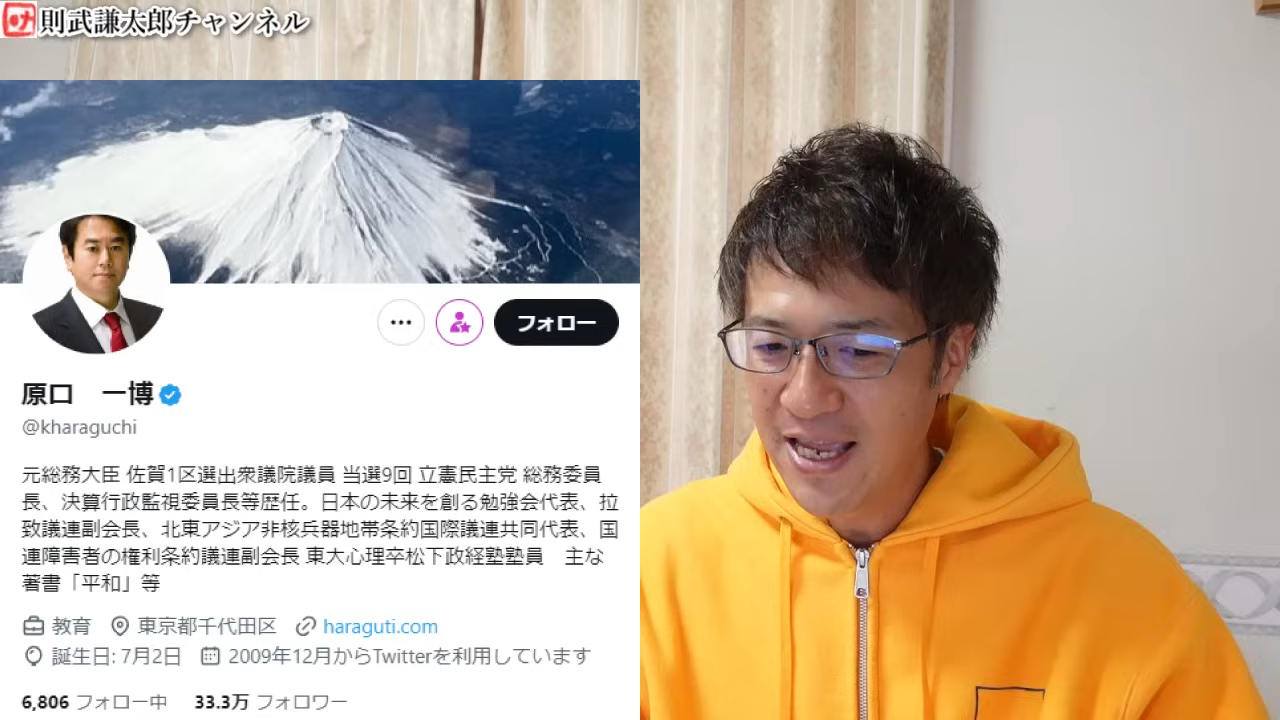 則武謙太郎チャンネル
フォロー
原口　一博
@kharaguchi
元総務大臣 佐賀1区選出衆議院議員 当選9回 立憲民主党 総務委員
長、決算行政監視委員長等歴任。日本の未来を創る勉強会代表、拉
致議連副会長、北東アジア非核兵器地帯条約国際議連共同代表、国
連障害者の権利条約議連副会長 東大心理卒松下政経塾塾員　主な
著書「平和」等
教育 東京都千代田区 haraguti.com
誕生日: 7月2日 2009年12月からTwitterを利用しています
6,806 フォロー中 33.3万 フォロワー